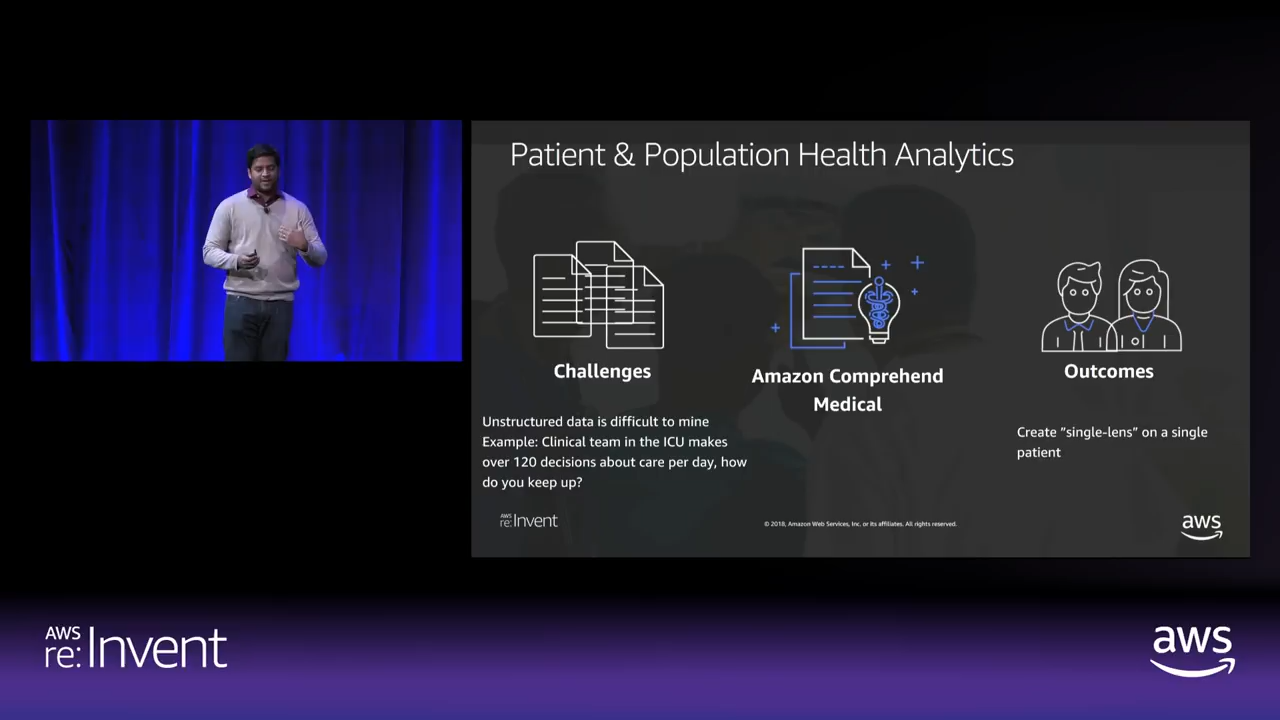 Patient & Population Health Analytics
Challenges
Unstructured data is difficult to mine
Example: Clinical team in the ICU makes
over 120 decisions about care per day, how
do you keep up?
Amazon Comprehend
Medical
Outcomes
Create "single-lens" on a single
patient
AWS
re:Invent
© 2018, Amazon Web Services, Inc. or its affiliates. All rights reserved.
aws
AWS
re:Invent
aws